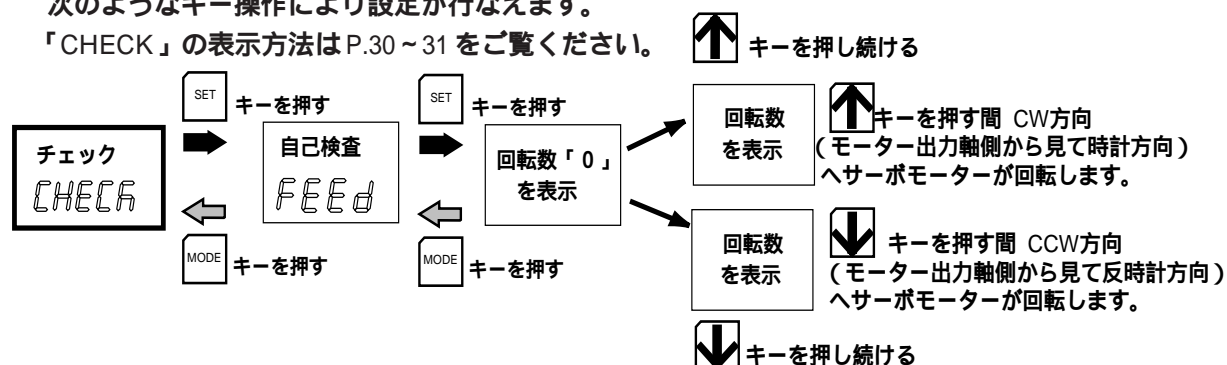 次のようなキー操作により設定が行なえます。
「CHECK」の表示方法はP.30~31をご覧ください。
キーを押し続ける
SET キーを押す
SET キーを押す
チェック
CHECK
自己検査
FEEd
回転数「0」
を表示
回転数
を表示
キーを押す間 CW方向
(モーター出力軸側から見て時計方向)
へサーボモーターが回転します。
MODE キーを押す
MODE キーを押す
回転数
を表示
キーを押す間 CCW方向
(モーター出力軸側から見て反時計方向)
へサーボモーターが回転します。
キーを押し続ける